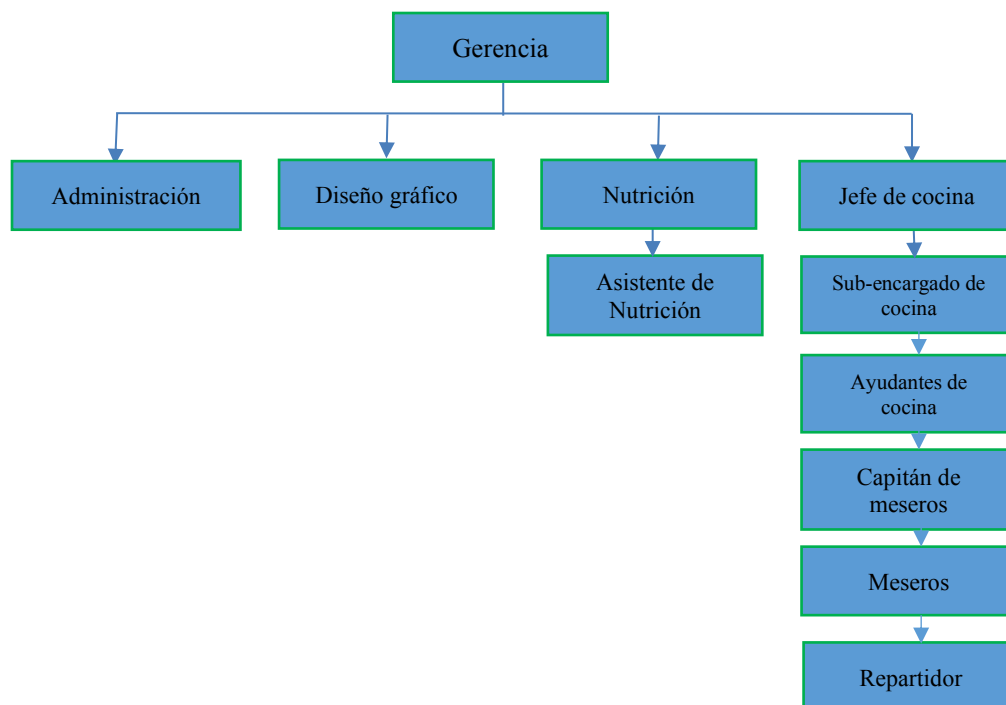 Gerencia
Administración
Diseño gráfico
Nutrición
Jefe de cocina
Asistente de
Nutrición
Sub-encargado de
cocina
Ayudantes de
cocina
Capitán de
meseros
Meseros
Repartidor